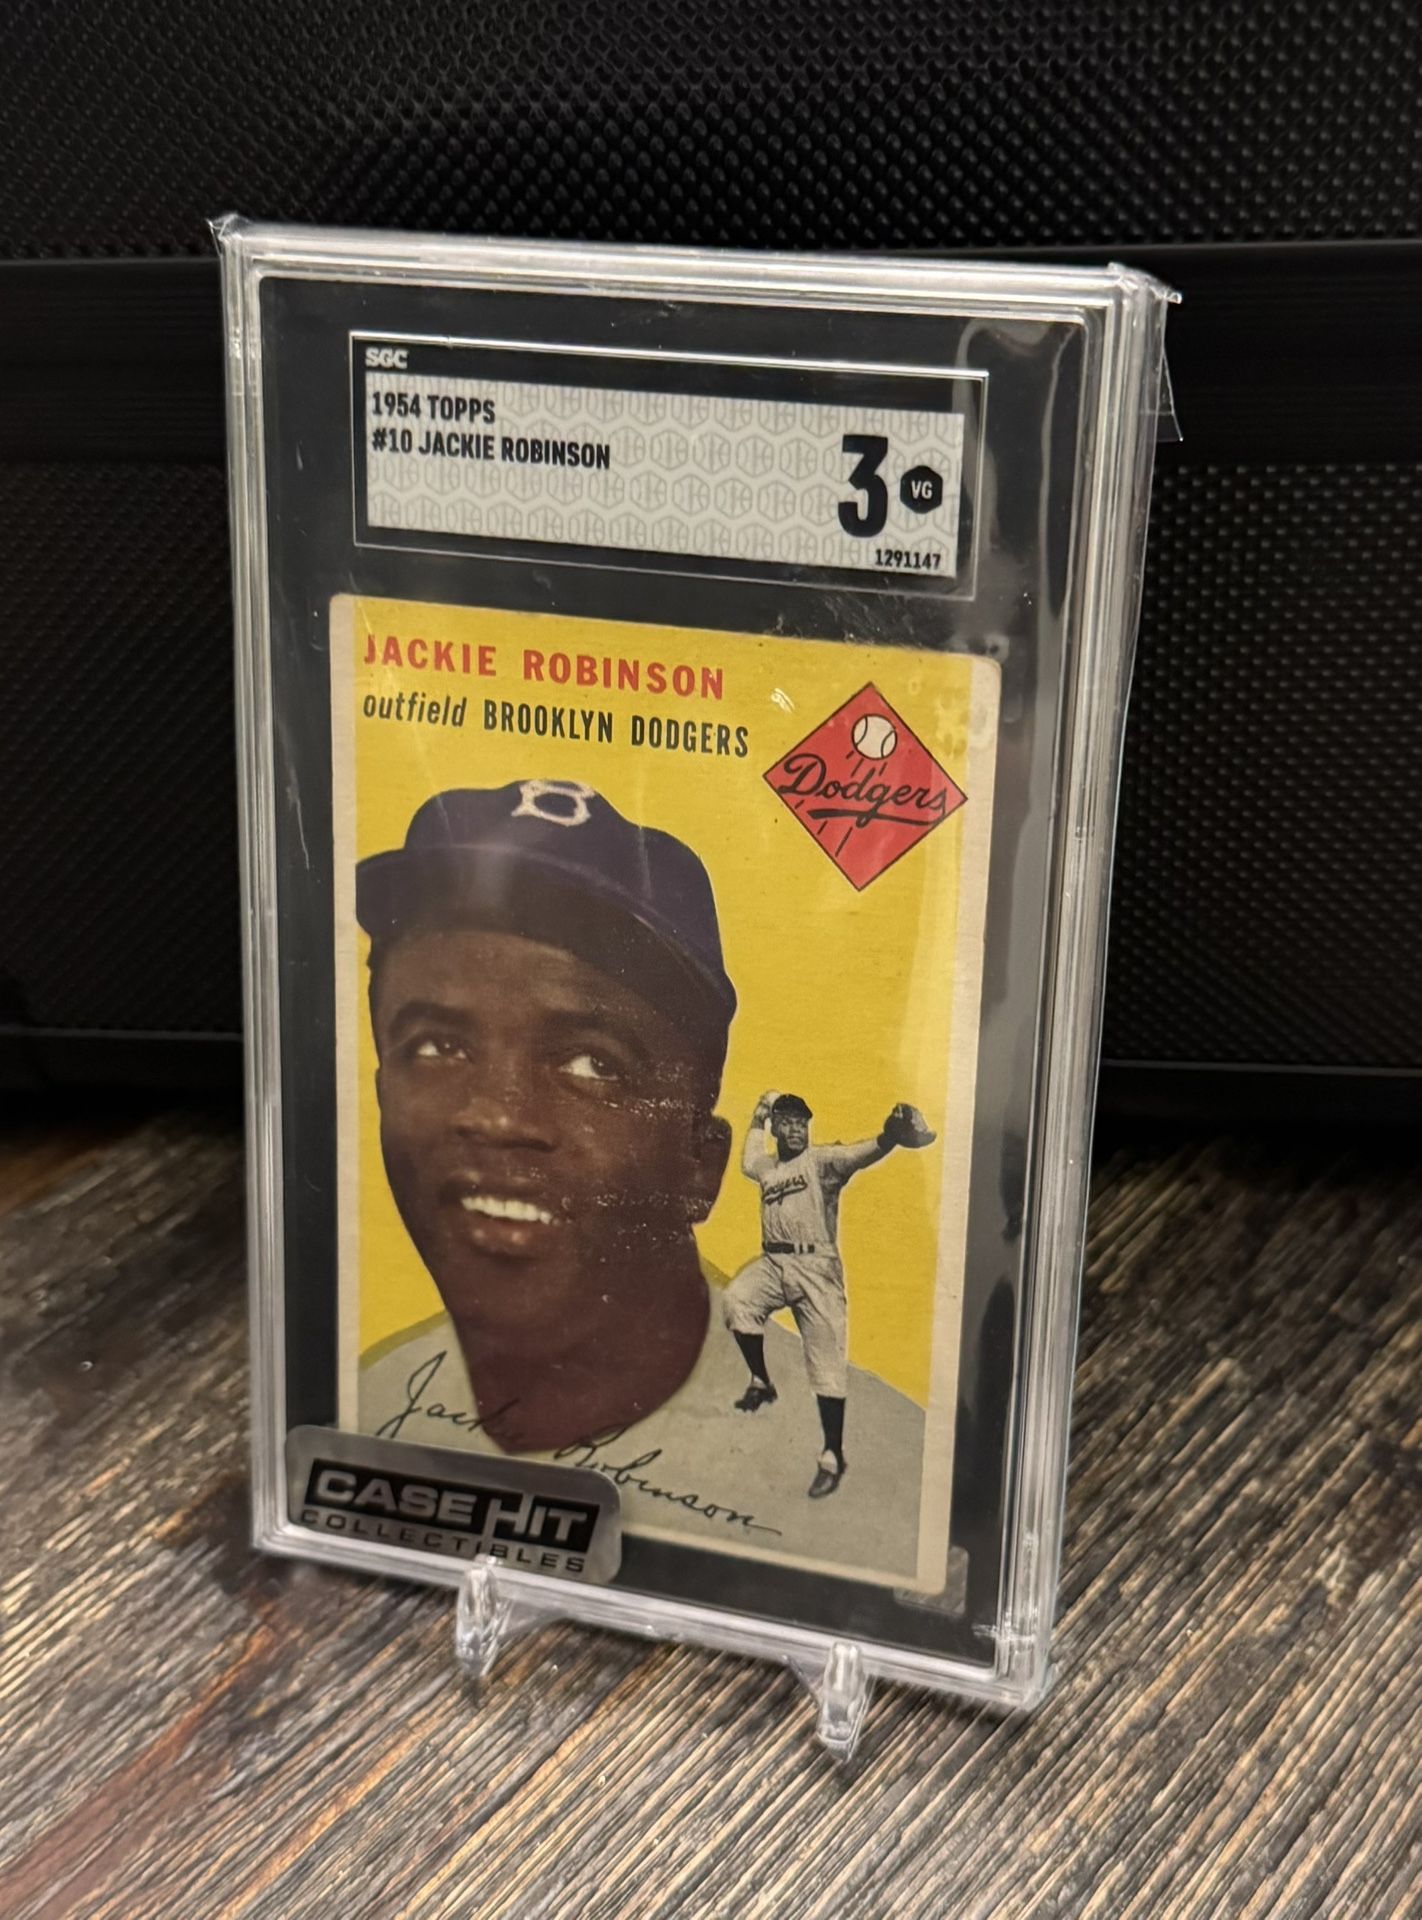 SGC
1954 TOPPS
#10 JACKIE ROBINSON
3 VG
1291147
JACKIE ROBINSON
outfield BROOKLYN DODGERS
Dodgers
B
Dodgers
Jackie Robinson
CASE HIT
COLLECTIBLES